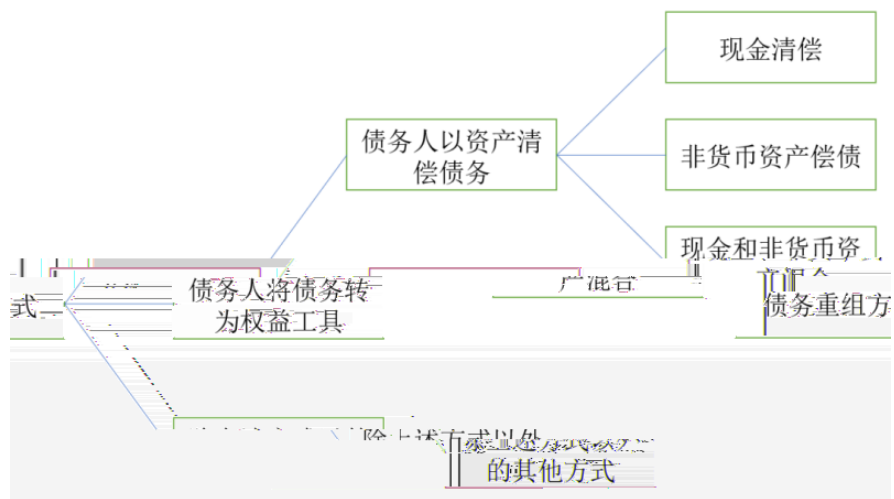 现金清偿
债务人以资产清
偿债务
非货币资产偿债
现金和非货币资
产混合
债务人将债务转
为权益工具
债务重组方
式
除上述方式以外
的其他方式